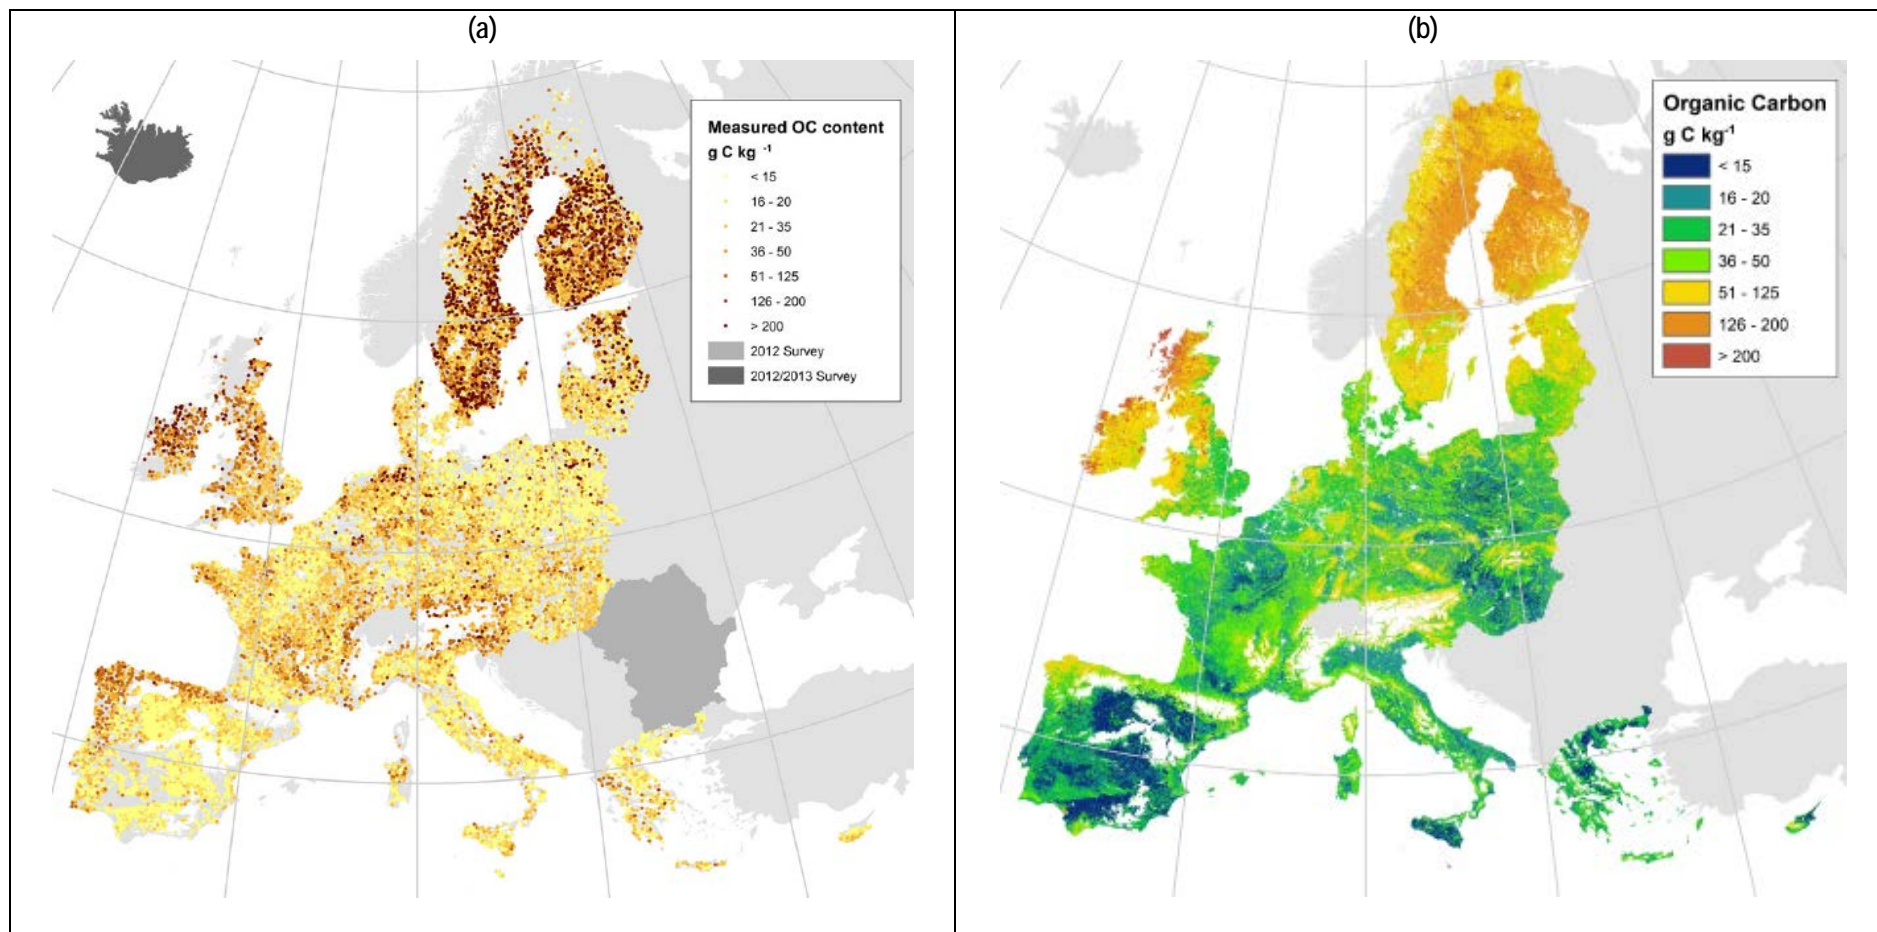 (a)
Measured OC content
g C kg -1
< 15
16 - 20
21 - 35
36 - 50
51 - 125
126 - 200
> 200
2012 Survey
2012/2013 Survey
(b)
Organic Carbon
g C kg-1
< 15
16 - 20
21 - 35
36 - 50
51 - 125
126 - 200
> 200